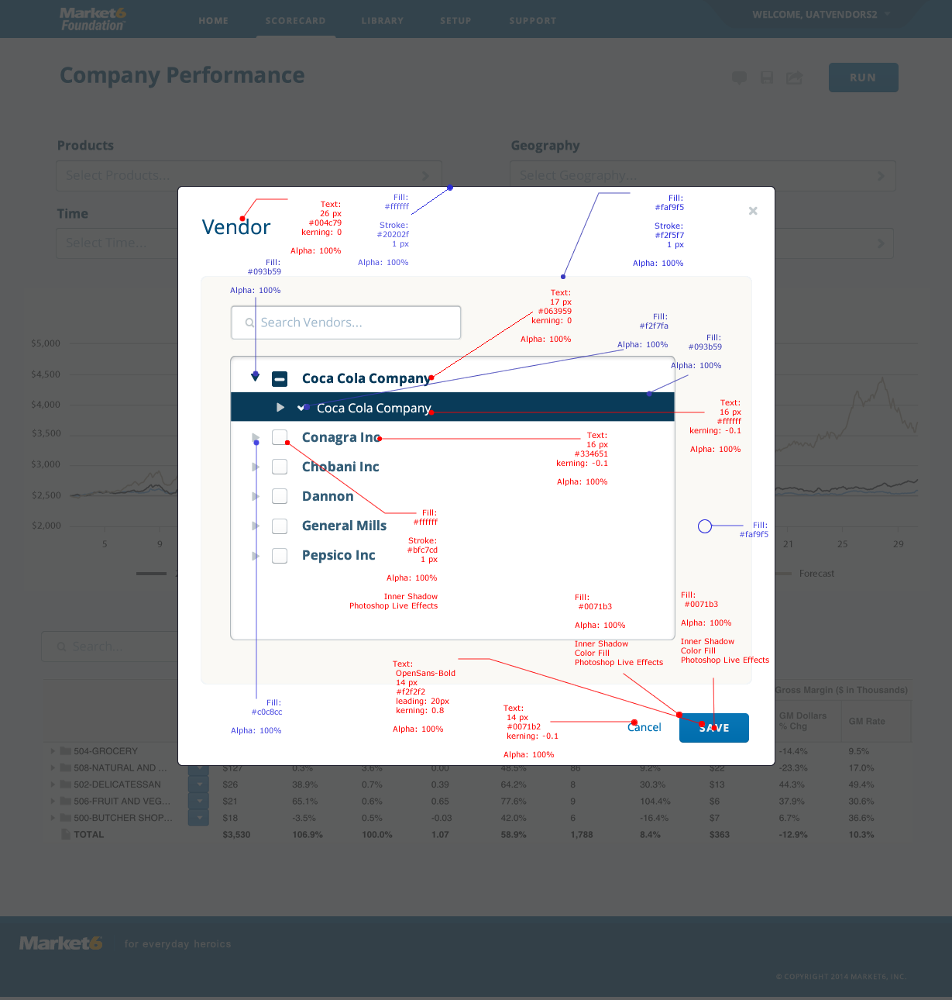 Market6
Foundation™
HOME
SCORECARD
LIBRARY
SETUP
SUPPORT
WELCOME, UATVENDORS2
Company Performance
RUN
Products
Geography
Select Products...
Select Geography...
Time
Select Time...
Vendor
Text:
26 px
#004c79
kerning: 0
Alpha: 100%
Fill:
#ffffff
Stroke:
#20202f
1 px
Alpha: 100%
Fill:
#faf9f5
Stroke:
#f2f5f7
1 px
Alpha: 100%
Fill:
#093b59
Alpha: 100%
Text:
17 px
#063959
kerning: 0
Alpha: 100%
Fill:
#f2f7fa
Alpha: 100%
Fill:
#093b59
Alpha: 100%
Search Vendors...
Coca Cola Company
Coca Cola Company
Conagra Inc
Chobani Inc
Dannon
General Mills
Pepsico Inc
Text:
16 px
#ffffff
kerning: -0.1
Alpha: 100%
Text:
16 px
#334651
kerning: -0.1
Alpha: 100%
Fill:
#ffffff
Stroke:
#bfc7cd
1 px
Alpha: 100%
Inner Shadow
Photoshop Live Effects
Fill:
#faf9f5
Fill:
#0071b3
Alpha: 100%
Inner Shadow
Color Fill
Photoshop Live Effects
Fill:
#0071b3
Alpha: 100%
Inner Shadow
Color Fill
Photoshop Live Effects
Text:
OpenSans-Bold
14 px
#f2f2f2
leading: 20px
kerning: 0.8
Alpha: 100%
Fill:
#c0c8cc
Alpha: 100%
Text:
14 px
#0071b2
kerning: -0.1
Alpha: 100%
Cancel
SAVE
$5,000
$4,500
$4,000
$3,500
$3,000
$2,500
$2,000
5
9
21
25
29
Forecast
Search...
Gross Margin ($ in Thousands)
GM Dollars
% Chg
GM Rate
504-GROCERY -14.4% 9.5%
508-NATURAL AND ... $127 0.3% 3.6% 0.00 48.5% 86 9.2% $22 -23.3% 17.0%
502-DELICATESSAN $26 38.9% 0.7% 0.39 64.2% 8 30.3% $13 44.3% 49.4%
506-FRUIT AND VEG... $21 65.1% 0.6% 0.65 77.6% 9 104.4% $6 37.9% 30.6%
500-BUTCHER SHOP... $18 -3.5% 0.5% -0.03 42.0% 6 -16.4% $7 6.7% 36.6%
TOTAL $3,530 106.9% 100.0% 1.07 58.9% 1,788 8.4% $363 -12.9% 10.3%
Market6
for everyday heroics
© COPYRIGHT 2014 MARKET6, INC.